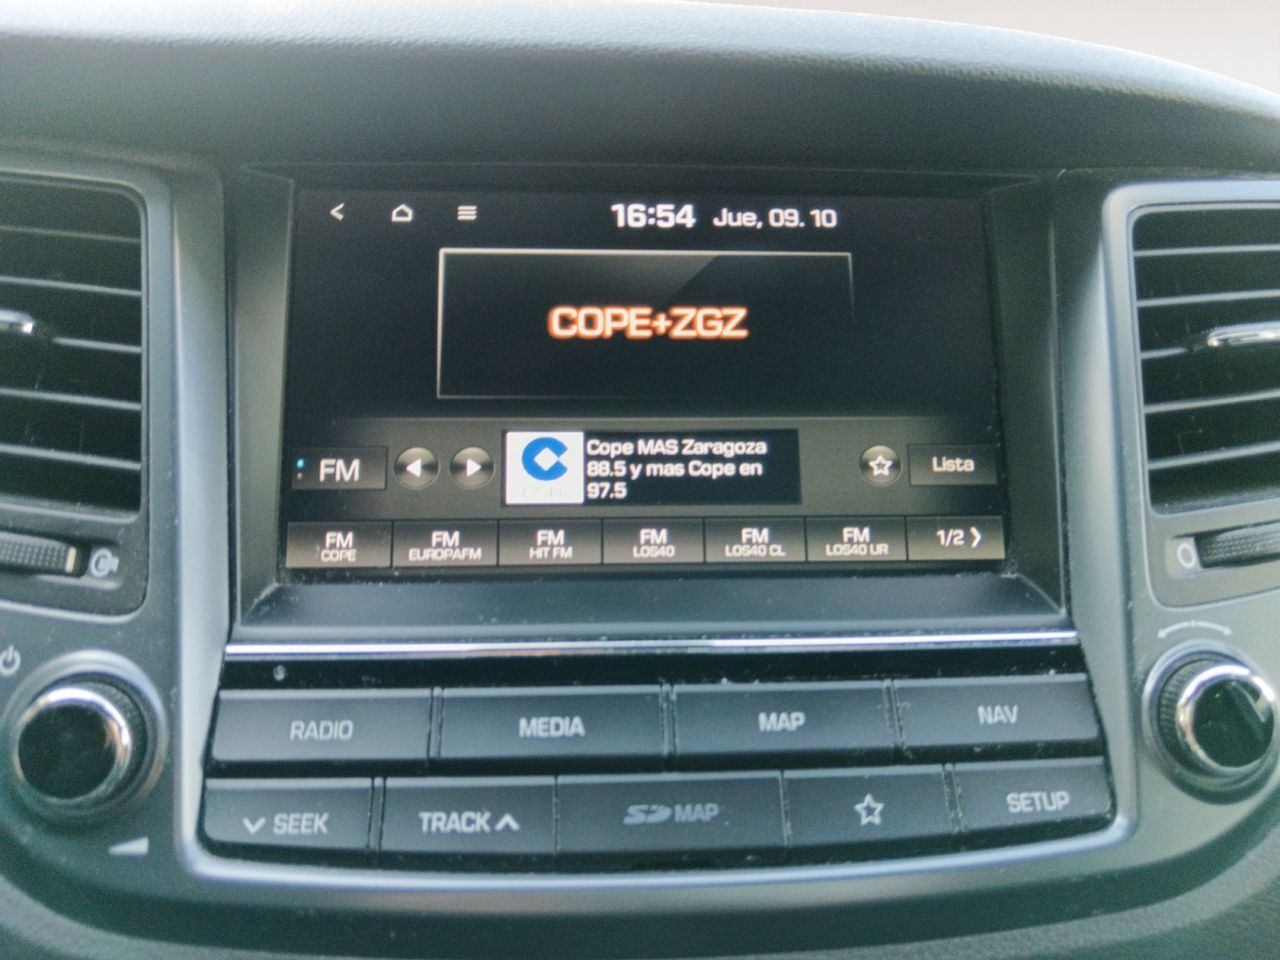 16:54 Jue, 09. 10
COPE+ZGZ
FM
Cope MAS Zaragoza
88.5 y mas Cope en
97.5
Lista
FM
COPE
FM
EUROPAFM
FM
HIT FM
FM
LOS40
FM
LOS40 CL
FM
LOS40 UR
1/2
RADIO
MEDIA
MAP
NAV
SEEK
TRACK
SD MAP
SETUP